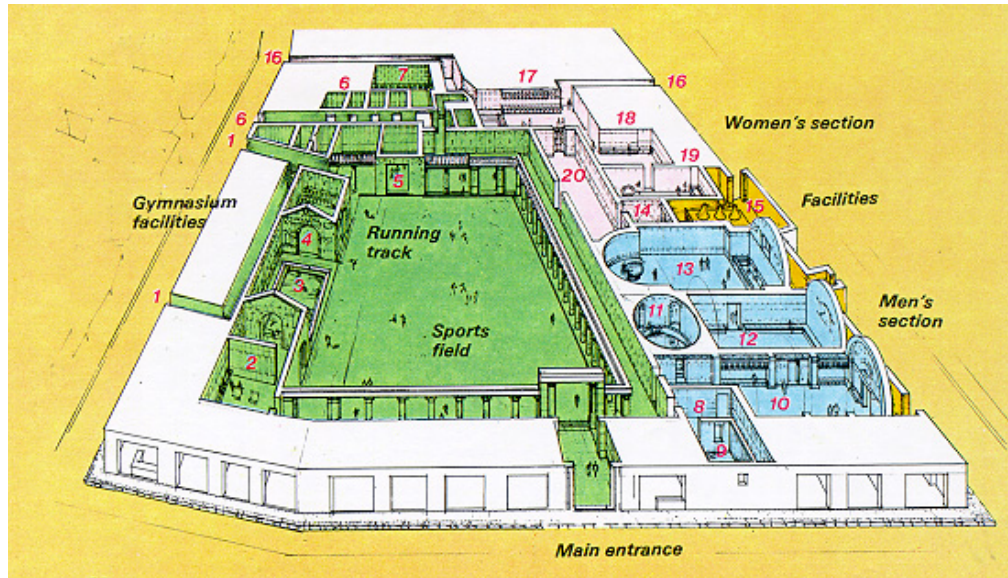 16
7
6
17
16
18
6
Women's section
1
19
20
5
Gymnasium
facilities
14
15
Facilities
Running
track
4
13
3
1
11
Men's
section
Sports
field
12
2
8
10
9
Main entrance